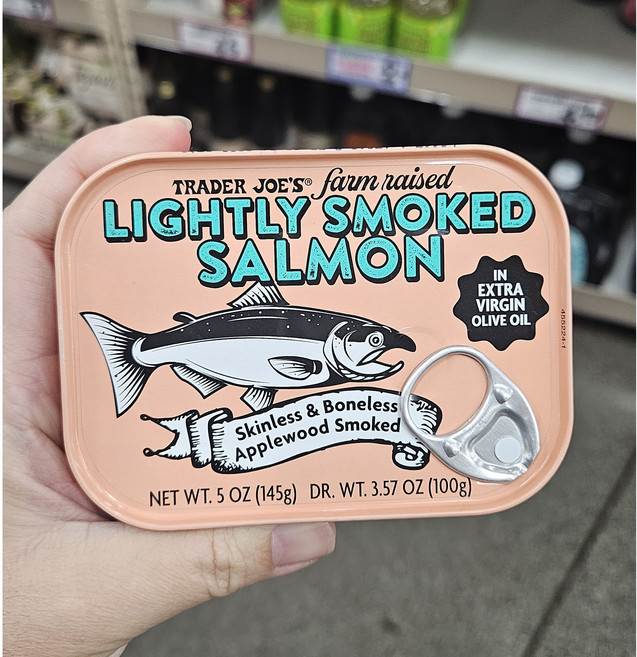 TRADER JOE'S® farm raised
LIGHTLY SMOKED
SALMON
IN
EXTRA
VIRGIN
OLIVE OIL
Skinless & Boneless
Applewood Smoked
NET WT. 5 OZ (145g) DR. WT. 3.57 OZ (100g)